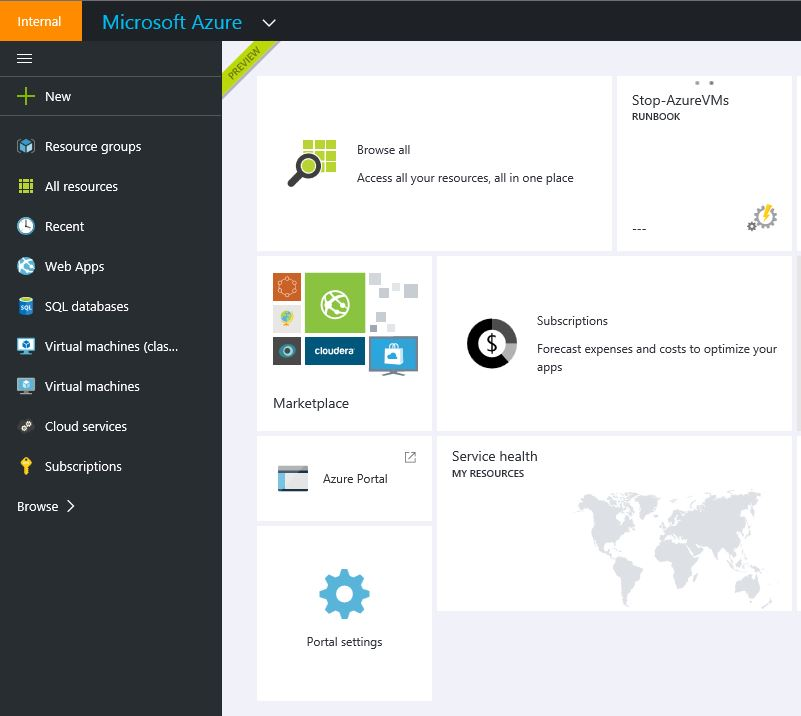 Internal
Microsoft Azure
New
Resource groups
All resources
Recent
Web Apps
SQL
SQL databases
Virtual machines (clas...
Virtual machines
Cloud services
Subscriptions
Browse
PREVIEW
Browse all
Access all your resources, all in one place
Stop-AzureVMs
RUNBOOK
---
cloudera
Marketplace
$
Subscriptions
Forecast expenses and costs to optimize your
apps
Azure Portal
Service health
MY RESOURCES
Portal settings